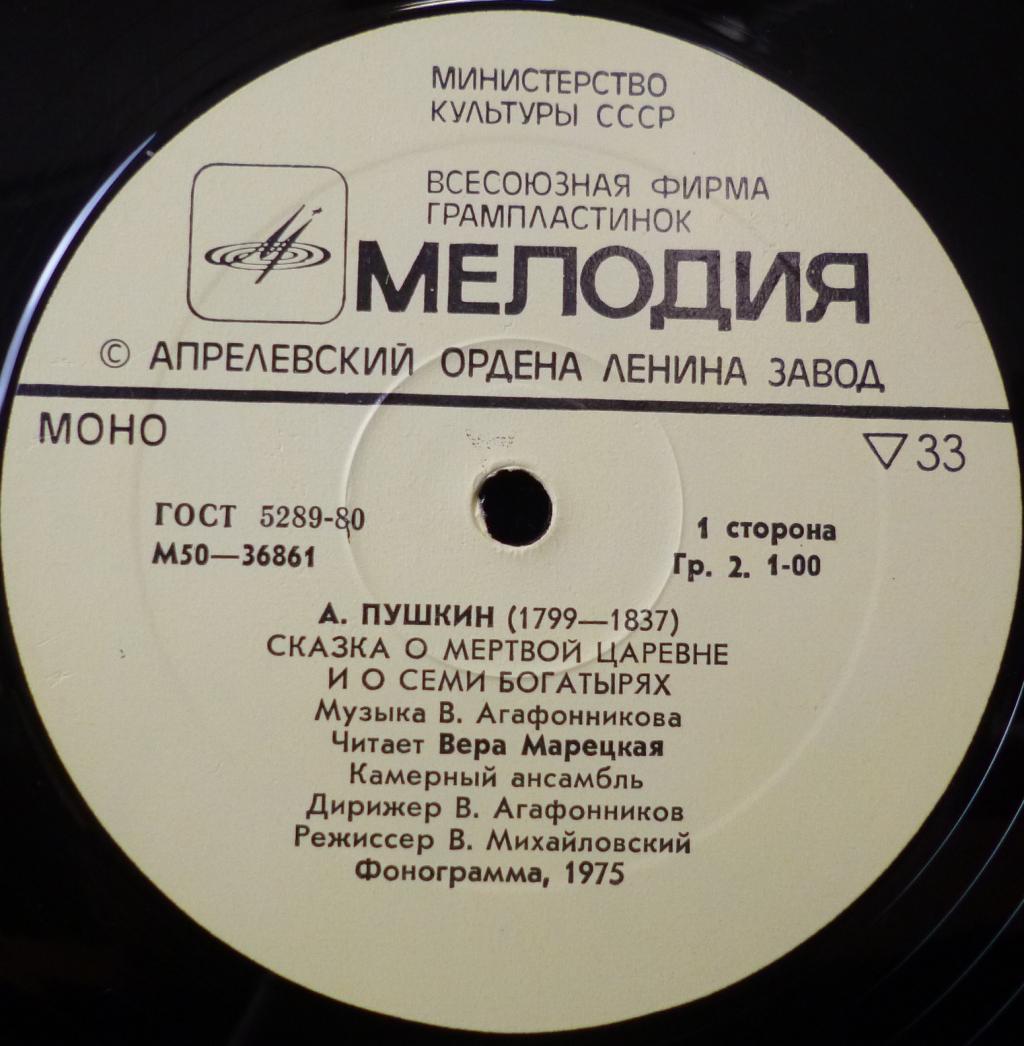 МИНИСТЕРСТВО
КУЛЬТУРЫ СССР
ВСЕСОЮЗНАЯ ФИРМА
ГРАМПЛАСТИНОК
МЕЛОДИЯ
© АПРЕЛЕВСКИЙ ОРДЕНА ЛЕНИНА ЗАВОД
МОНО
▽33
ГОСТ 5289-80
М50—36861
1 сторона
Гр. 2. 1-00
А. ПУШКИН (1799—1837)
СКАЗКА О МЕРТВОЙ ЦАРЕВНЕ
И О СЕМИ БОГАТЫРЯХ
Музыка В. Агафонникова
Читает Вера Марецкая
Камерный ансамбль
Дирижер В. Агафонников
Режиссер В. Михайловский
Фонограмма, 1975